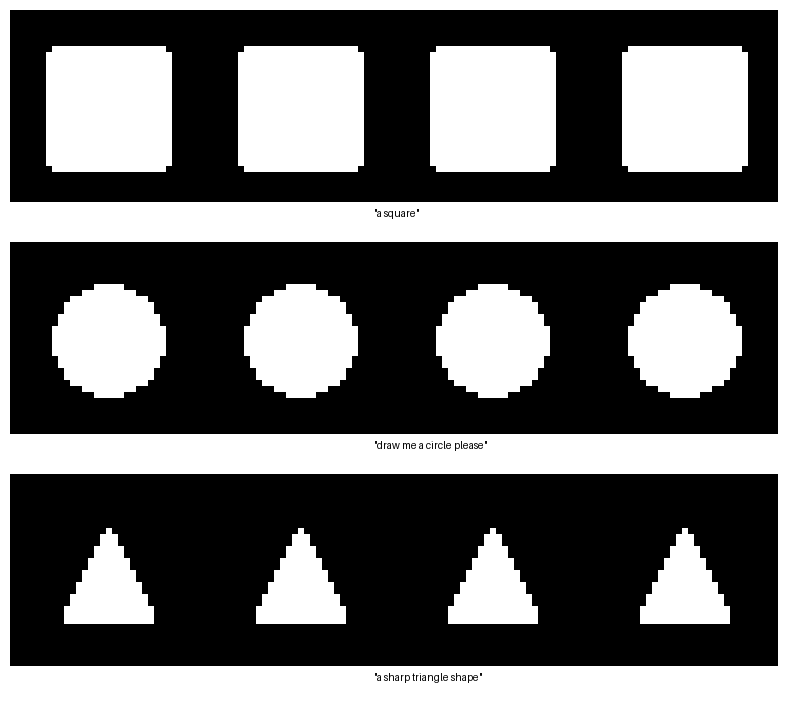 "a square"
"draw me a circle please"
"a sharp triangle shape"